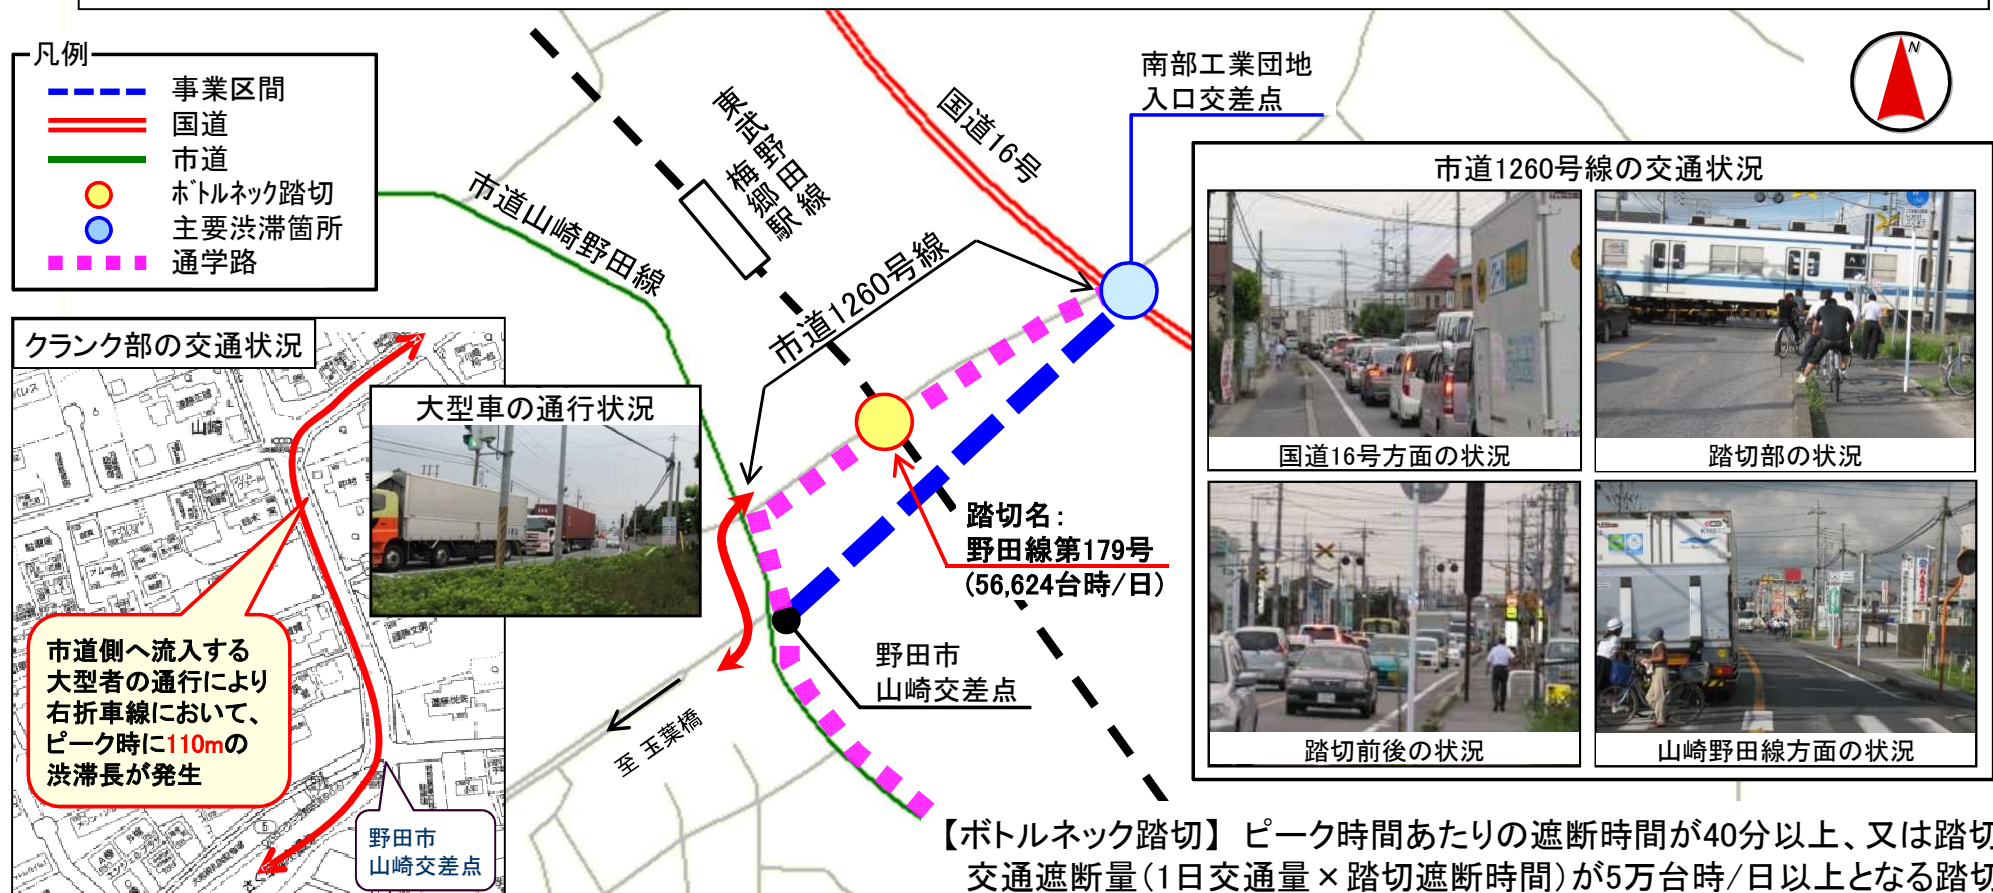 凡例
事業区間
国道
市道
ボトルネック踏切
主要渋滞箇所
通学路
東武野田線
梅郷駅
国道16号
南部工業団地
入口交差点
N
市道山崎野田線
市道1260号線
クランク部の交通状況
山崎
大型車の通行状況
市道側へ流入する
大型者の通行により
右折車線において、
ピーク時に110mの
渋滞長が発生
野田市
山崎交差点
踏切名:
野田線第179号
(56,624台時/日)
野田市
山崎交差点
至 玉葉橋
市道1260号線の交通状況
国道16号方面の状況
踏切部の状況
踏切前後の状況
山崎野田線方面の状況
【ボトルネック踏切】 ピーク時間あたりの遮断時間が40分以上、又は踏切
交通遮断量(1日交通量×踏切遮断時間)が5万台時/日以上となる踏切